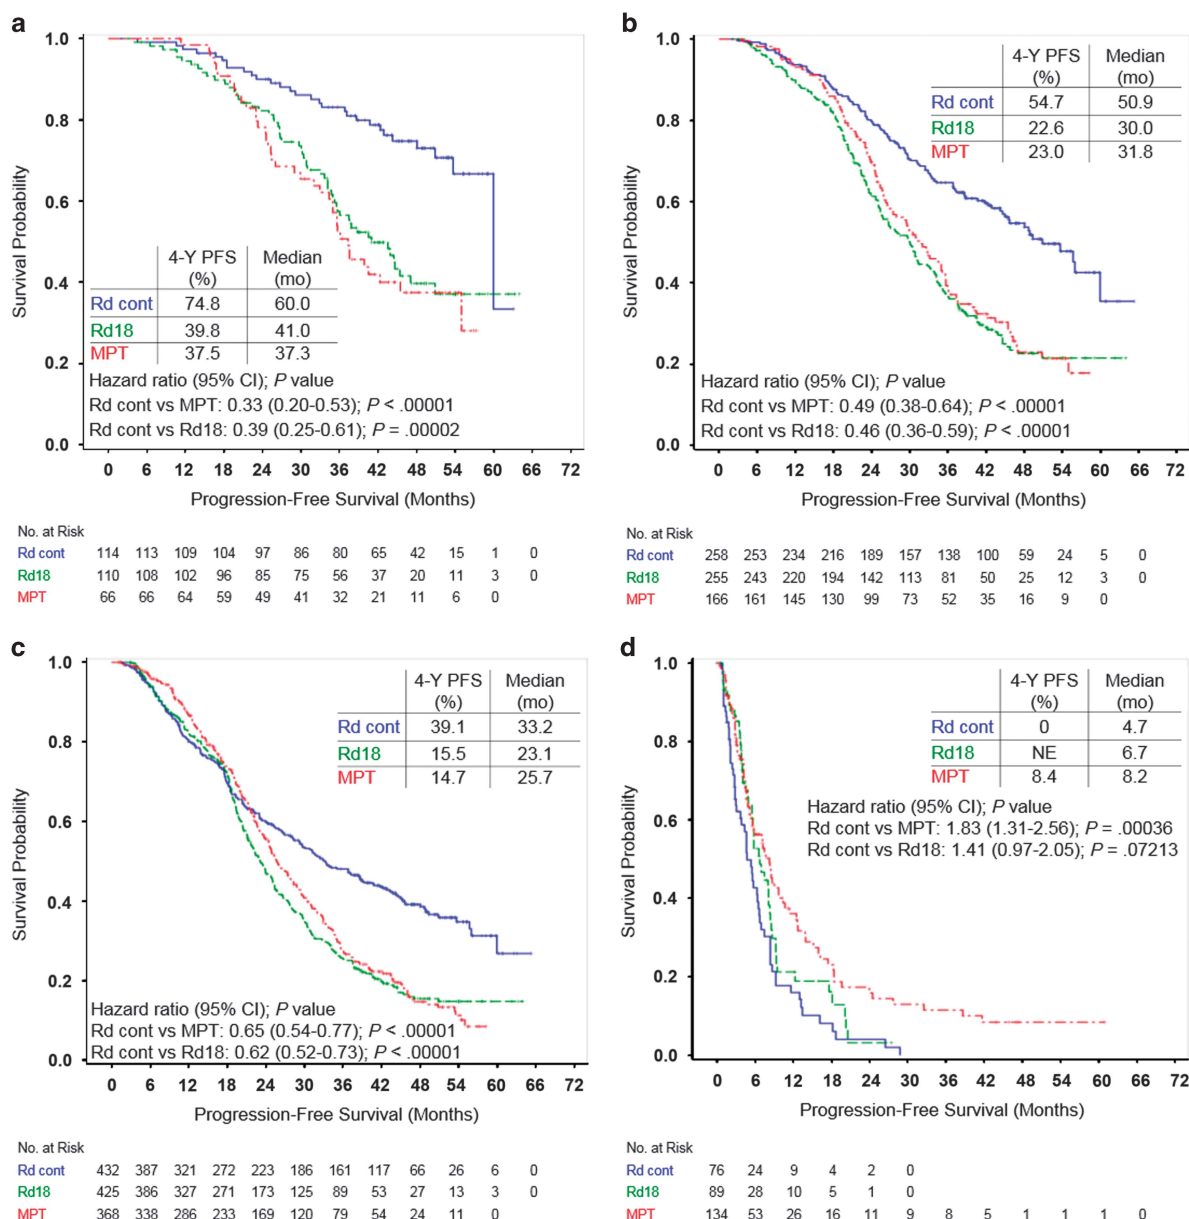 a
1.0
0.8
0.6
0.4
0.2
0.0
Survival Probability
4-Y PFS (%) Median (mo)
Rd cont 74.8 60.0
Rd18 39.8 41.0
MPT 37.5 37.3
Hazard ratio (95% CI); P value
Rd cont vs MPT: 0.33 (0.20-0.53); P < .00001
Rd cont vs Rd18: 0.39 (0.25-0.61); P = .00002
0 6 12 18 24 30 36 42 48 54 60 66 72
Progression-Free Survival (Months)
No. at Risk
Rd cont 114 113 109 104 97 86 80 65 42 15 1 0
Rd18 110 108 102 96 85 75 56 37 20 11 3 0
MPT 66 66 64 59 49 41 32 21 11 6 0
b
1.0
0.8
0.6
0.4
0.2
0.0
Survival Probability
4-Y PFS (%) Median (mo)
Rd cont 54.7 50.9
Rd18 22.6 30.0
MPT 23.0 31.8
Hazard ratio (95% CI); P value
Rd cont vs MPT: 0.49 (0.38-0.64); P < .00001
Rd cont vs Rd18: 0.46 (0.36-0.59); P < .00001
0 6 12 18 24 30 36 42 48 54 60 66 72
Progression-Free Survival (Months)
No. at Risk
Rd cont 258 253 234 216 189 157 138 100 59 24 5 0
Rd18 255 243 220 194 142 113 81 50 25 12 3 0
MPT 166 161 145 130 99 73 52 35 16 9 0
c
1.0
0.8
0.6
0.4
0.2
0.0
Survival Probability
4-Y PFS (%) Median (mo)
Rd cont 39.1 33.2
Rd18 15.5 23.1
MPT 14.7 25.7
Hazard ratio (95% CI); P value
Rd cont vs MPT: 0.65 (0.54-0.77); P < .00001
Rd cont vs Rd18: 0.62 (0.52-0.73); P < .00001
0 6 12 18 24 30 36 42 48 54 60 66 72
Progression-Free Survival (Months)
No. at Risk
Rd cont 432 387 321 272 223 186 161 117 66 26 6 0
Rd18 425 386 327 271 173 125 89 53 27 13 3 0
MPT 368 338 286 233 169 120 79 54 24 11 0
d
1.0
0.8
0.6
0.4
0.2
0.0
Survival Probability
4-Y PFS (%) Median (mo)
Rd cont 0 4.7
Rd18 NE 6.7
MPT 8.4 8.2
Hazard ratio (95% CI); P value
Rd cont vs MPT: 1.83 (1.31-2.56); P = .00036
Rd cont vs Rd18: 1.41 (0.97-2.05); P = .07213
0 6 12 18 24 30 36 42 48 54 60 66 72
Progression-Free Survival (Months)
No. at Risk
Rd cont 76 24 9 4 2 0
Rd18 89 28 10 5 1 0
MPT 134 53 26 16 11 9 8 5 1 1 1 0